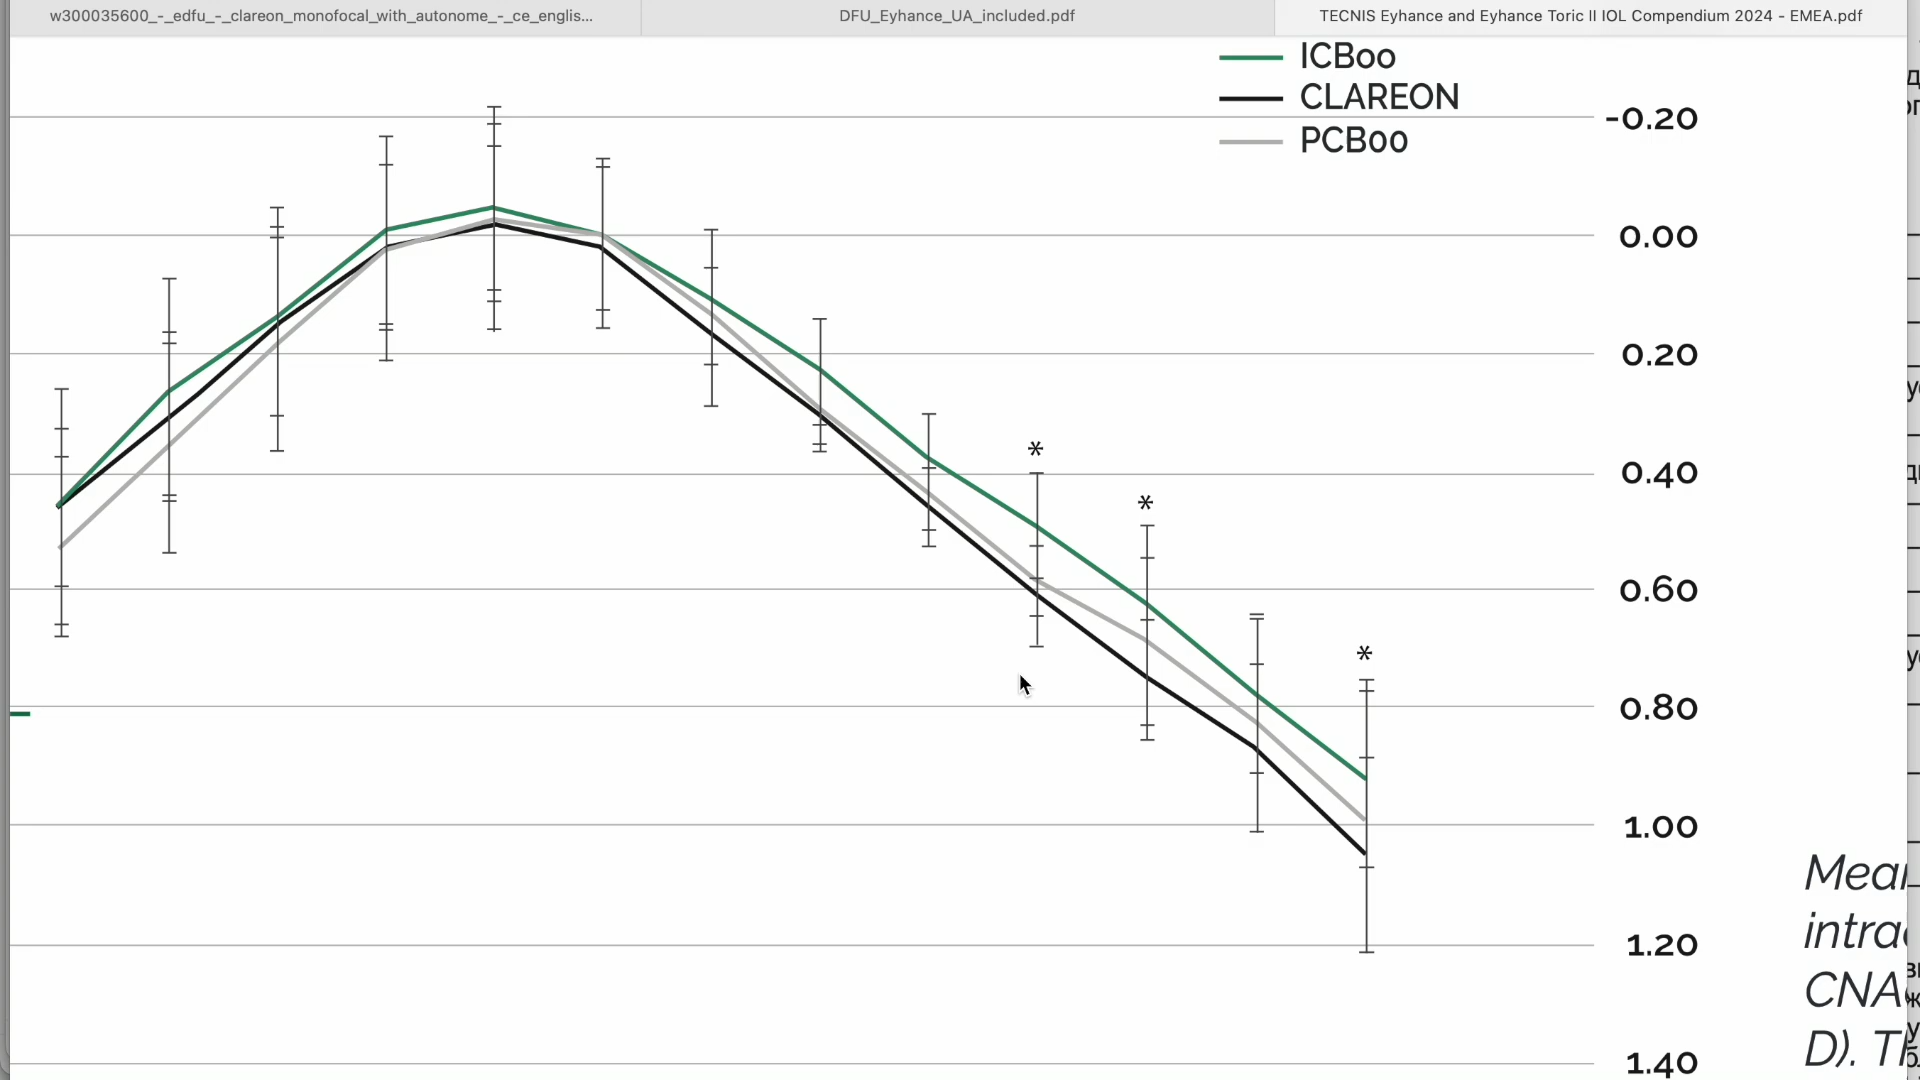 w300035600_-_edfu_-_clareon_monofocal_with_autonome_-_ce_englis...
DFU_Eyhance_UA_included.pdf
TECNIS Eyhance and Eyhance Toric II IOL Compendium 2024 - EMEA.pdf
ICB00
CLAREON
PCB00
-0.20
0.00
0.20
0.40
0.60
0.80
1.00
1.20
1.40
*
*
*
intra
CNA
D). T